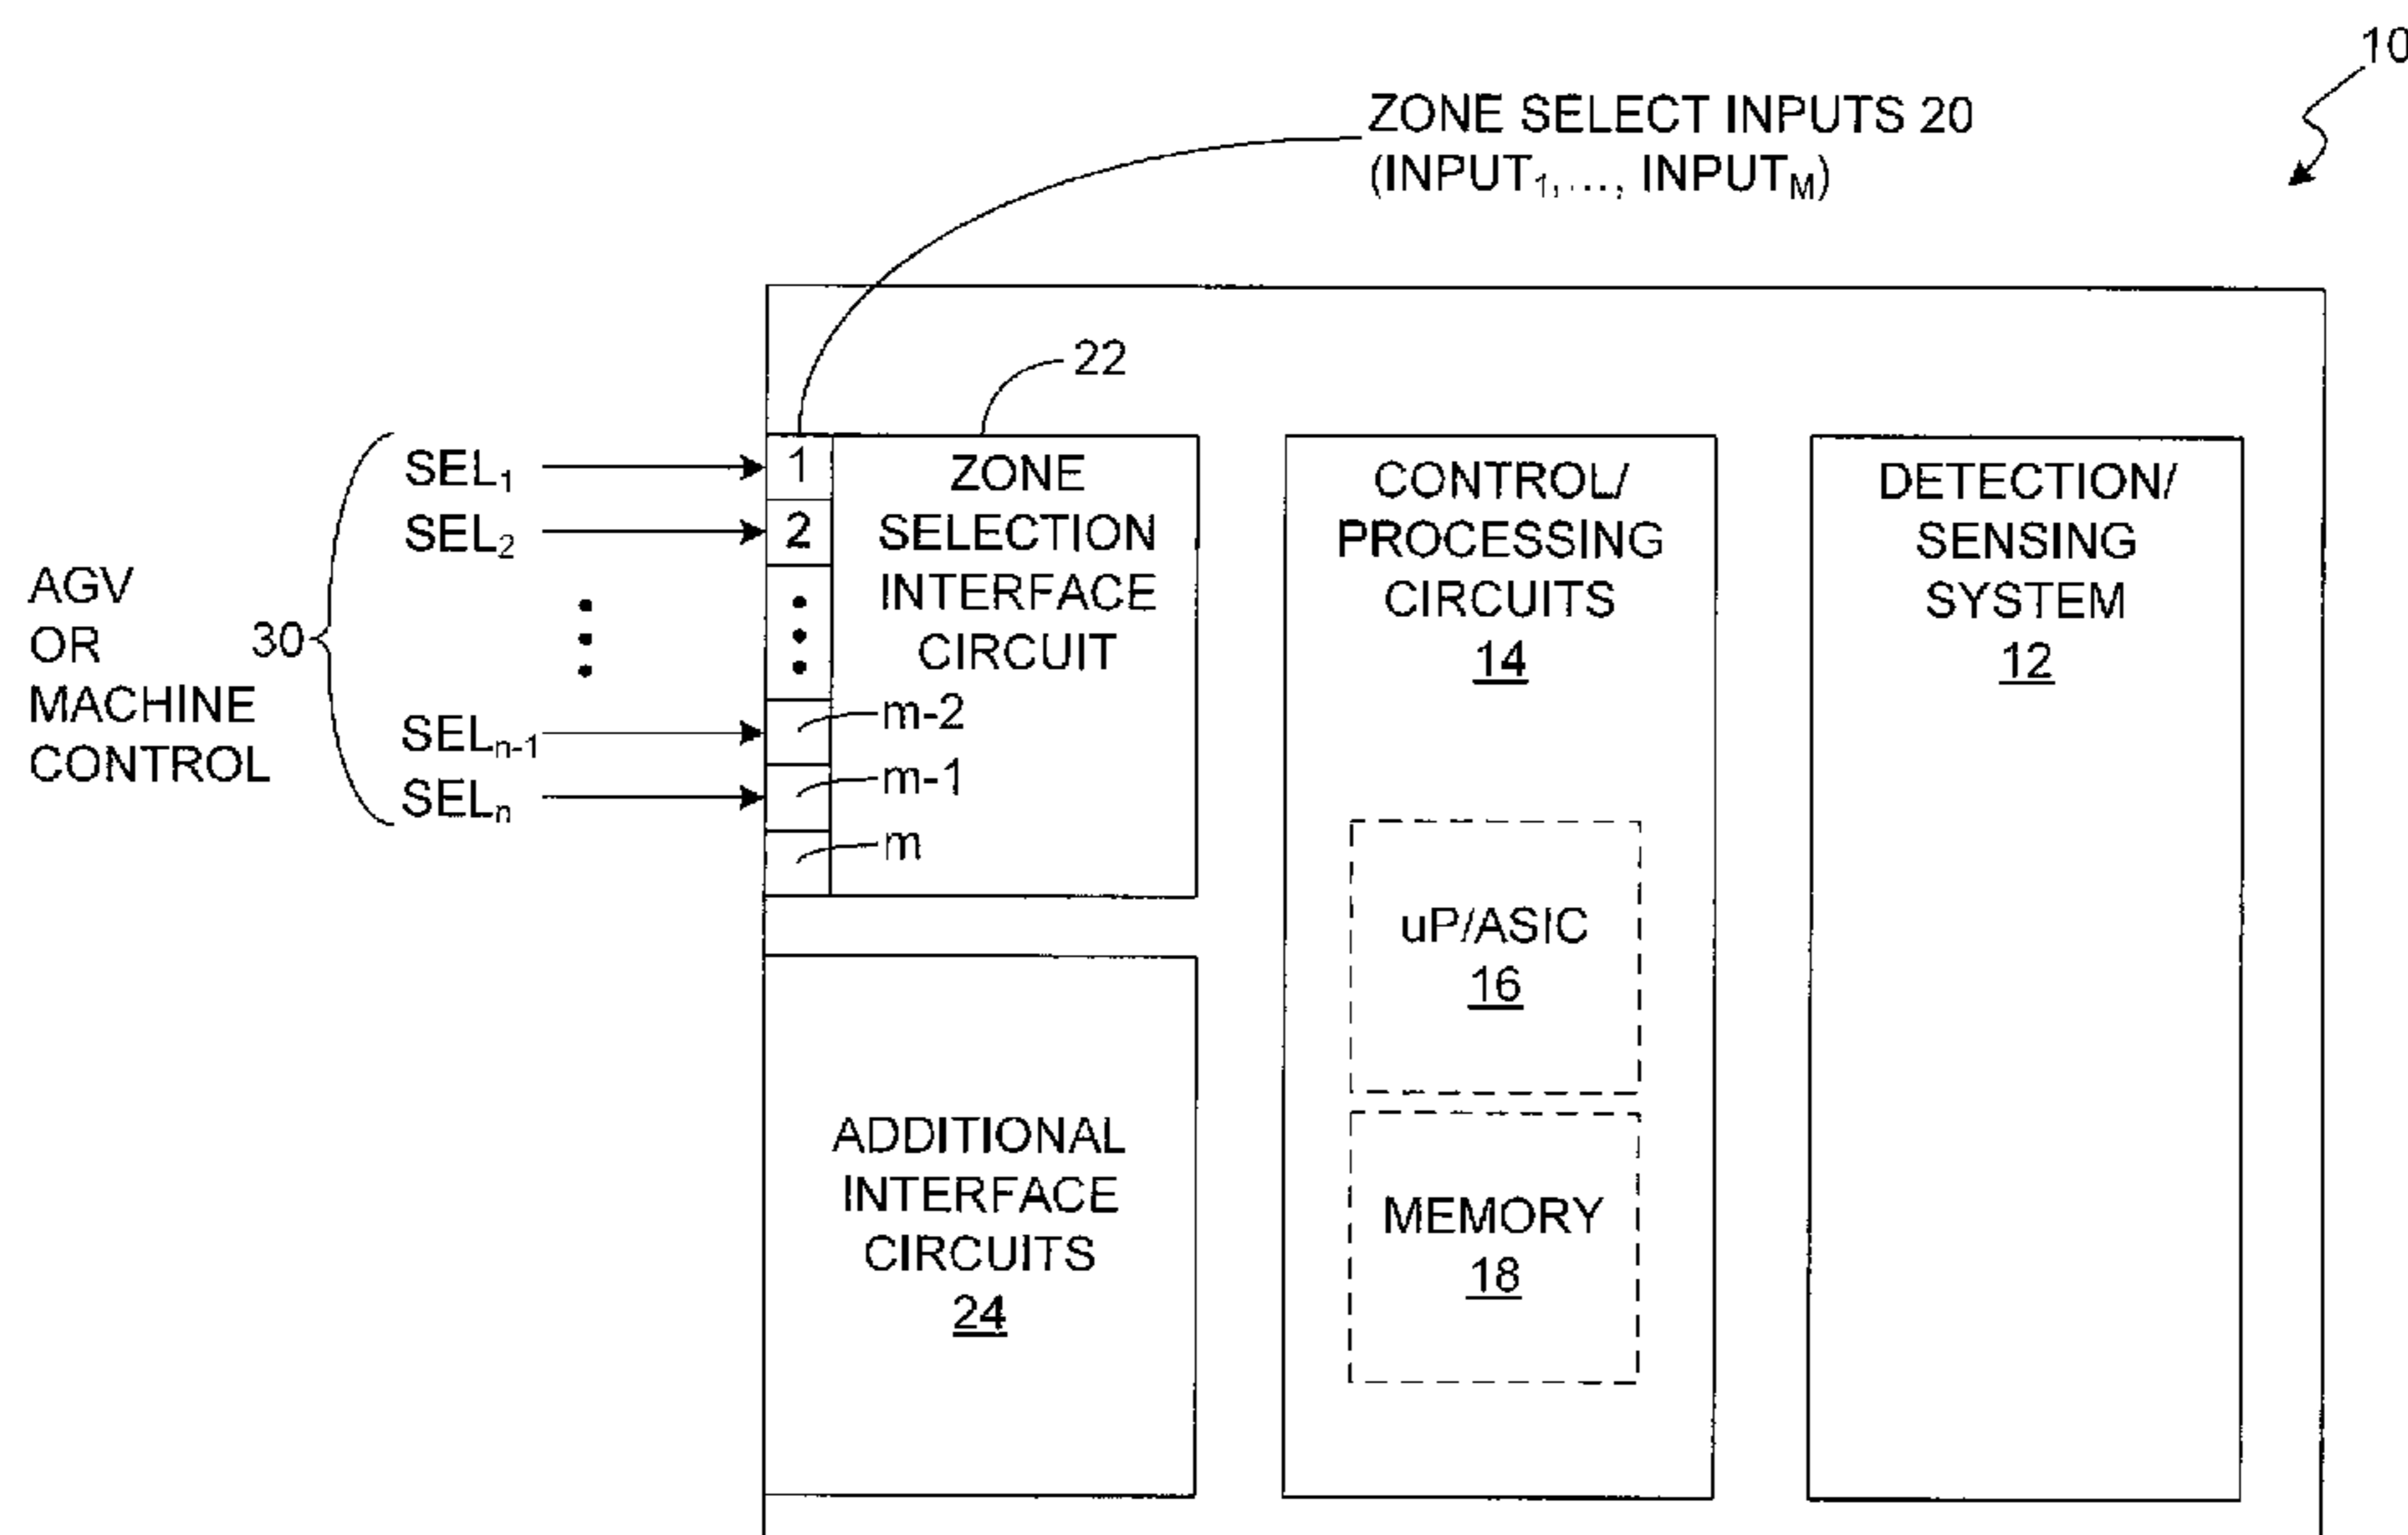 10
ZONE SELECT INPUTS 20
(INPUT₁,..., INPUT_M)
22
AGV
OR
MACHINE
CONTROL
30
SEL₁
SEL₂
SELₙ₋₁
SELₙ
1
2
m-2
m-1
m
ZONE
SELECTION
INTERFACE
CIRCUIT
ADDITIONAL
INTERFACE
CIRCUITS
24
CONTROL/
PROCESSING
CIRCUITS
14
uP/ASIC
16
MEMORY
18
DETECTION/
SENSING
SYSTEM
12